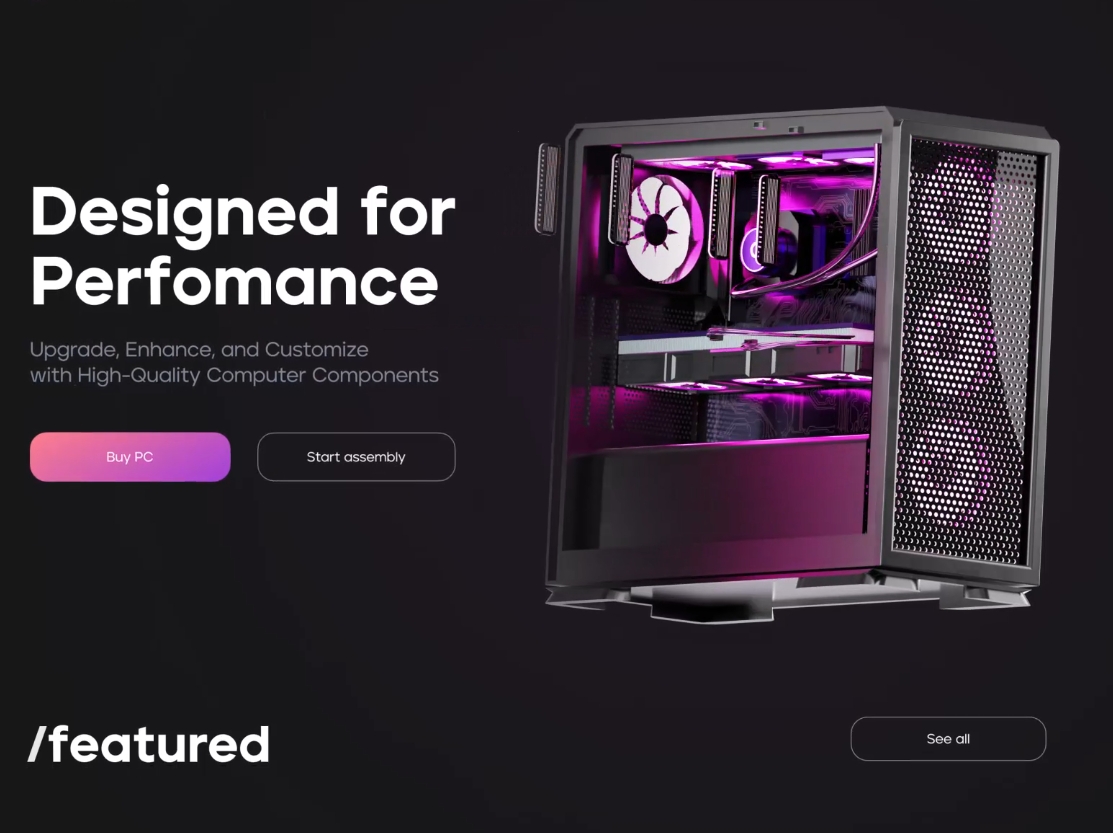 Designed for
Perfomance
Upgrade, Enhance, and Customize
with High-Quality Computer Components
Buy PC
Start assembly
/featured
See all